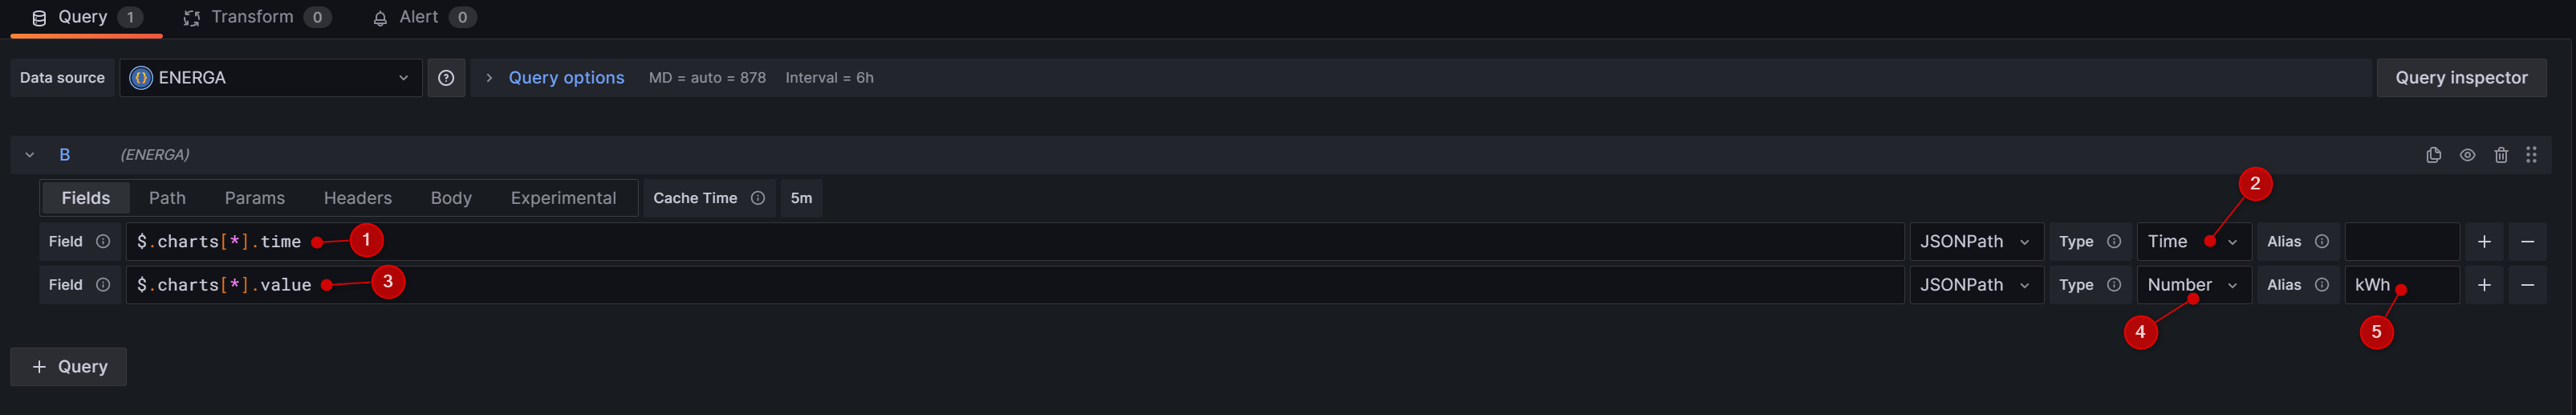 Query 1 Transform 0 Alert 0
Data source ENERGA Query options MD = auto = 878 Interval = 6h Query inspector
B (ENERGA)
2
Fields Path Params Headers Body Experimental Cache Time 5m
Field $.charts[*].time 1 JSONPath Type Time Alias
Field $.charts[*].value 3 JSONPath Type Number Alias kWh
4 5
+ Query